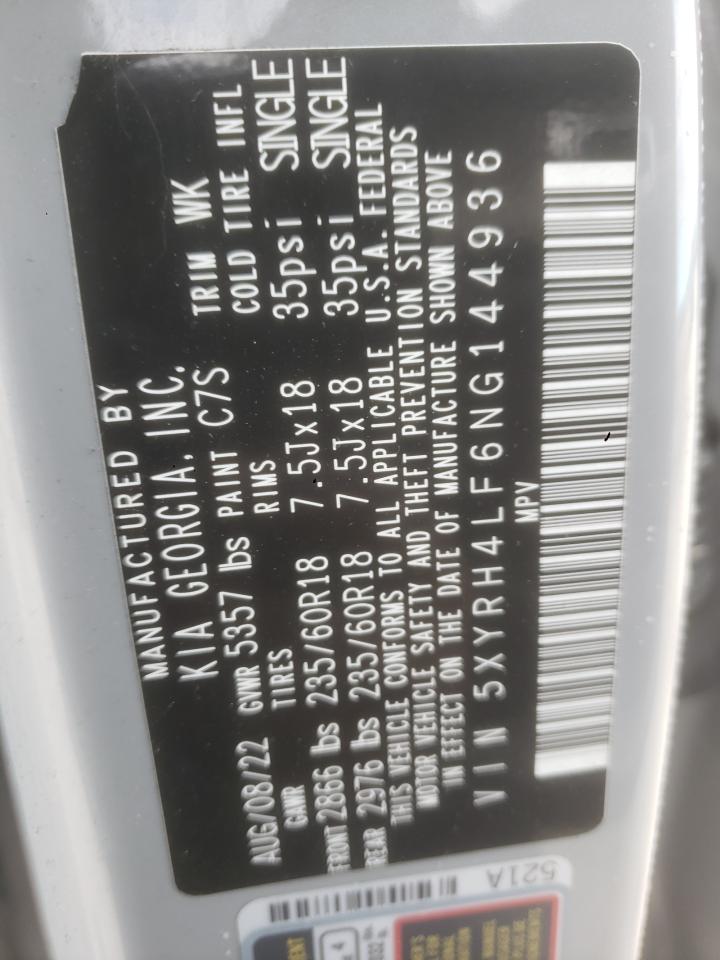 MANUFACTURED BY
KIA GEORGIA, INC.
AUG/08/22 GVWR 5357 lbs PAINT C7S TRIM WK
GAWR TIRES RIMS COLD TIRE INFL
FRONT 2866 lbs 235/60R18 7.5Jx18 35psi SINGLE
REAR 2976 lbs 235/60R18 7.5Jx18 35psi SINGLE
THIS VEHICLE CONFORMS TO ALL APPLICABLE U.S.A. FEDERAL
MOTOR VEHICLE SAFETY AND THEFT PREVENTION STANDARDS
IN EFFECT ON THE DATE OF MANUFACTURE SHOWN ABOVE
VIN 5XYRH4LF6NG144936
MPV
521A
4